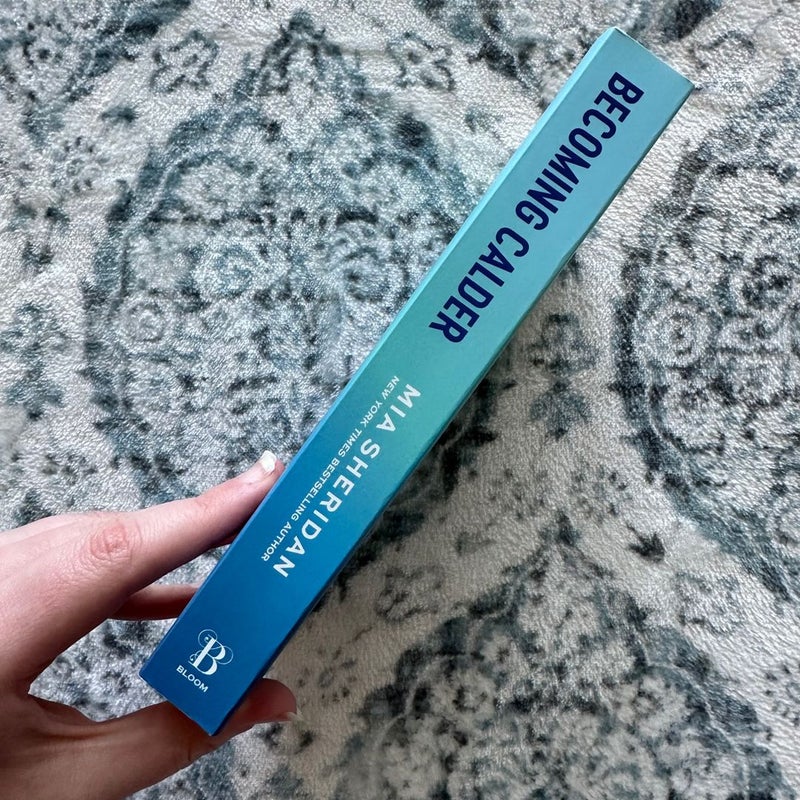 BECOMING CALDER
MIA SHERIDAN
NEW YORK TIMES BESTSELLING AUTHOR
B
BLOOM